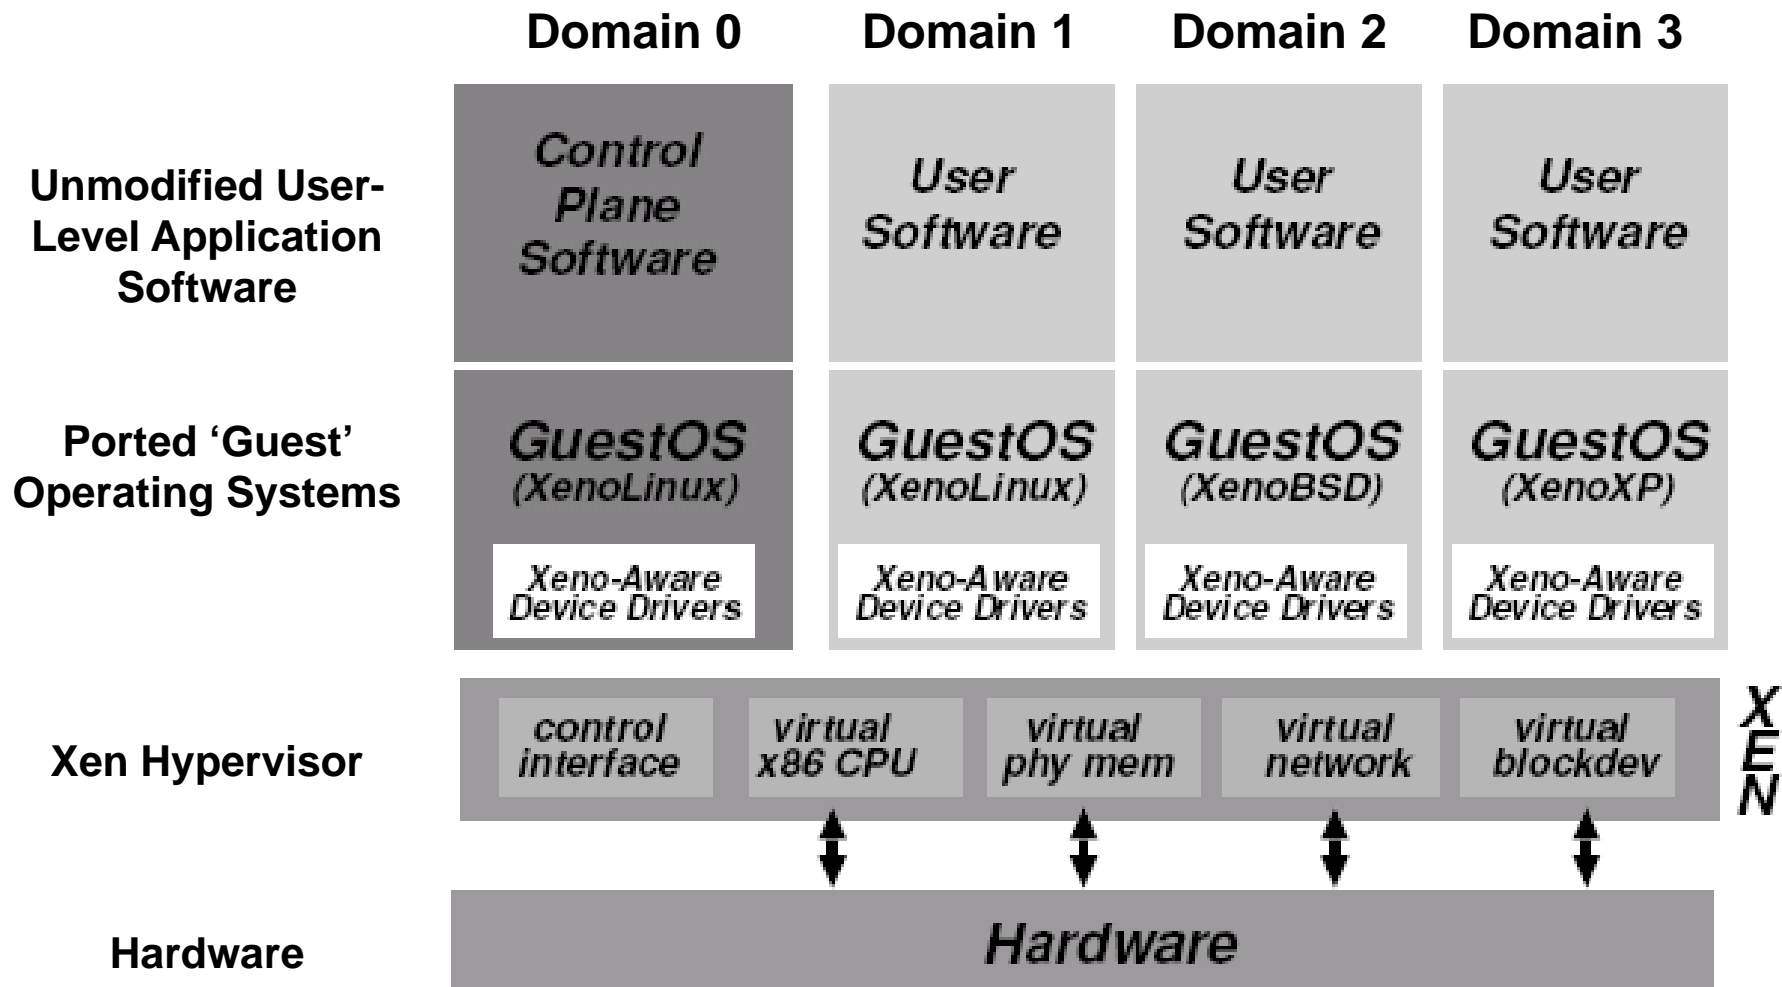 Domain 0
Domain 1
Domain 2
Domain 3
Unmodified User-
Level Application
Software
Control
Plane
Software
User
Software
User
Software
User
Software
Ported ‘Guest’
Operating Systems
GuestOS
(XenoLinux)
Xeno-Aware
Device Drivers
GuestOS
(XenoLinux)
Xeno-Aware
Device Drivers
GuestOS
(XenoBSD)
Xeno-Aware
Device Drivers
GuestOS
(XenoXP)
Xeno-Aware
Device Drivers
Xen Hypervisor
control
interface
virtual
x86 CPU
virtual
phy mem
virtual
network
virtual
blockdev
XEN
Hardware
Hardware